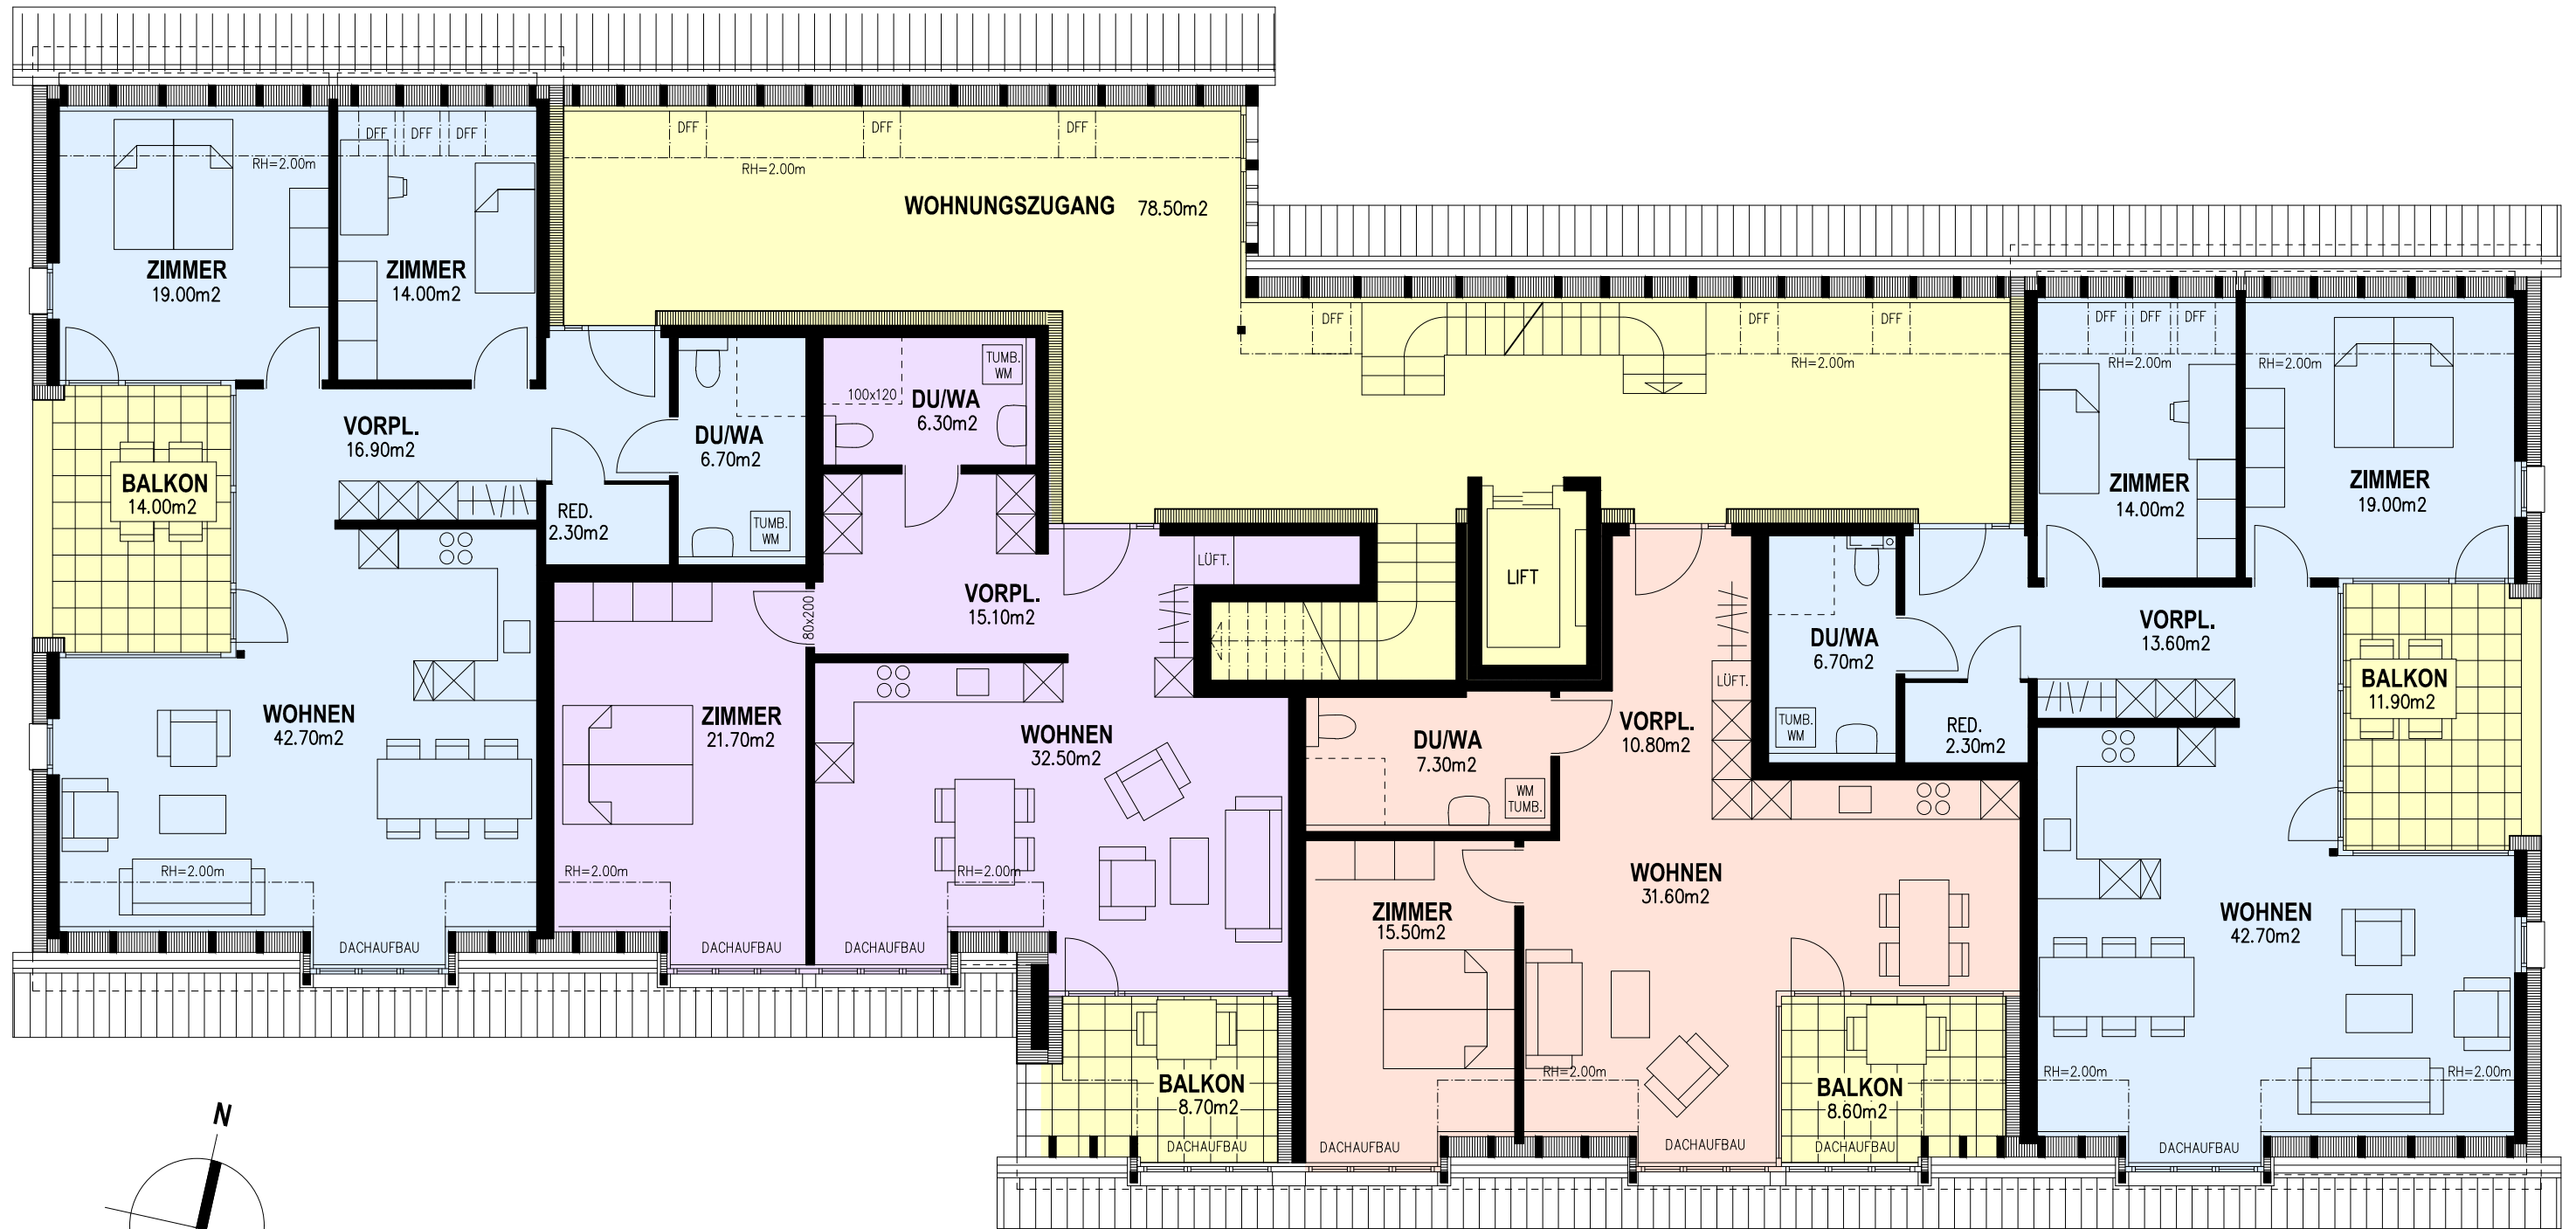 DFF
DFF
DFF
RH=2.00m
DFF
DFF
DFF
RH=2.00m
WOHNUNGSZUGANG 78.50m2
ZIMMER
19.00m2
ZIMMER
14.00m2
DFF
DFF
DFF
RH=2.00m
DFF
DFF
DFF
RH=2.00m
RH=2.00m
TUMB.
WM
100x120
DU/WA
6.30m2
VORPL.
16.90m2
DU/WA
6.70m2
BALKON
14.00m2
RED.
2.30m2
TUMB.
WM
ZIMMER
14.00m2
ZIMMER
19.00m2
LÜFT.
LIFT
VORPL.
15.10m2
80x200
DU/WA
6.70m2
VORPL.
13.60m2
LÜFT.
BALKON
11.90m2
WOHNEN
42.70m2
ZIMMER
21.70m2
WOHNEN
32.50m2
DU/WA
7.30m2
VORPL.
10.80m2
TUMB.
WM
RED.
2.30m2
WM
TUMB.
RH=2.00m
RH=2.00m
RH=2.00m
WOHNEN
31.60m2
ZIMMER
15.50m2
WOHNEN
42.70m2
DACHAUFBAU
DACHAUFBAU
DACHAUFBAU
RH=2.00m
RH=2.00m
RH=2.00m
BALKON
8.70m2
BALKON
8.60m2
N
DACHAUFBAU
DACHAUFBAU
DACHAUFBAU
DACHAUFBAU
DACHAUFBAU